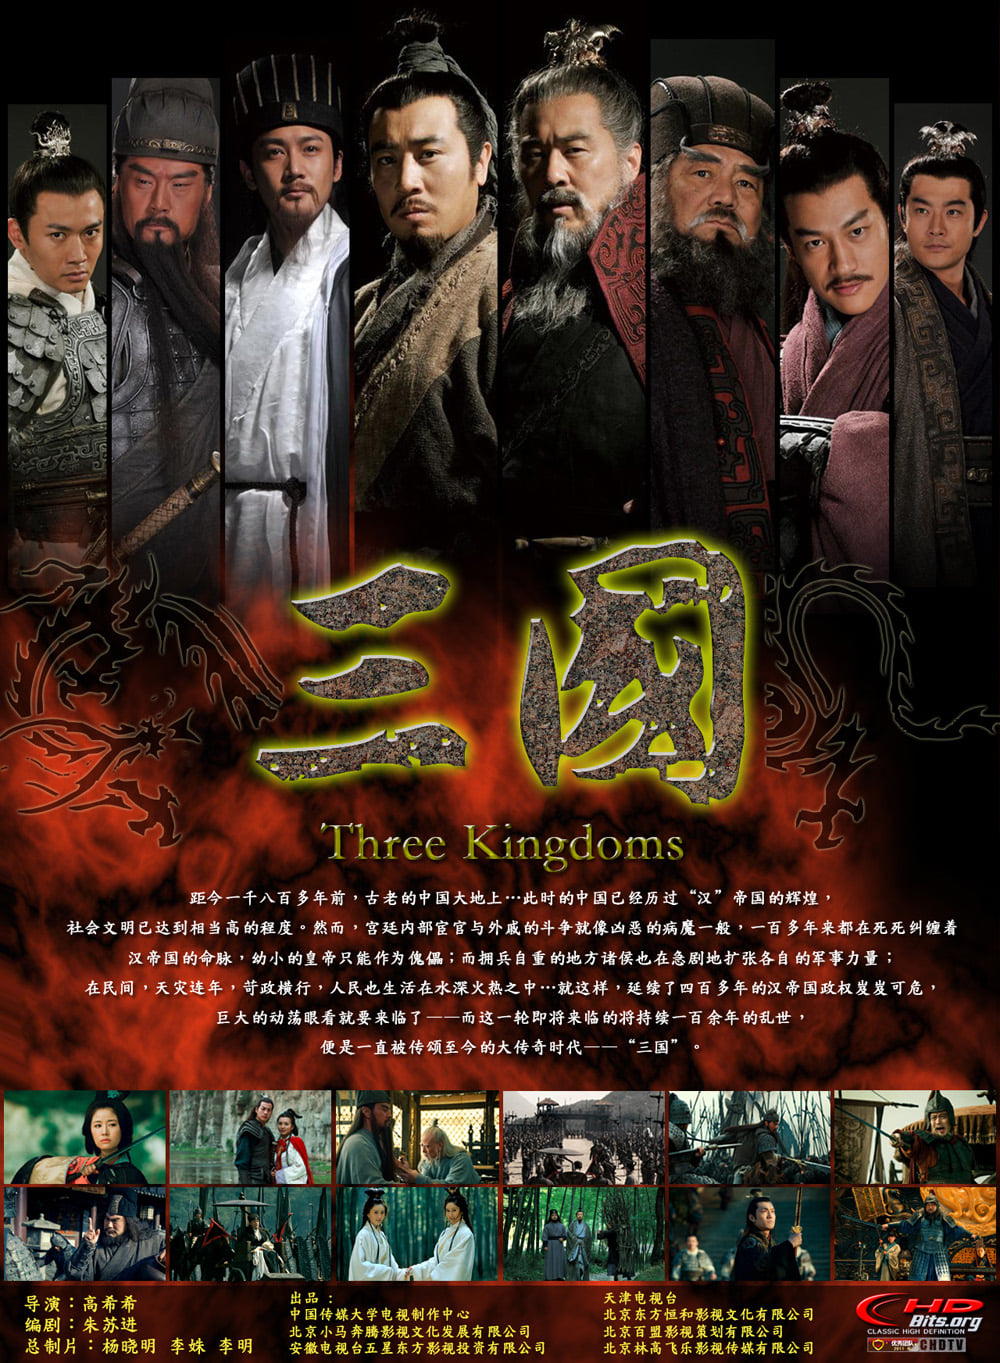 三國
Three Kingdoms
距今一千八百多年前，古老的中国大地上…此时的中国已经历过“汉”帝国的辉煌，
社会文明已达到相当高的程度。然而，宫廷内部宦官与外戚的斗争就像凶恶的病魔一般，一百多年来都在死死纠缠着
汉帝国的命脉，幼小的皇帝只能作为傀儡；而拥兵自重的地方诸侯也在急剧地扩张各自的军事力量；
在民间，天灾连年，苛政横行，人民也生活在水深火热之中…就这样，延续了四百多年的汉帝国政权岌岌可危，
巨大的动荡眼看就要来临了——而这一轮即将来临的将持续一百余年的乱世，
便是一直被传颂至今的大传奇时代——“三国”。
导演：高希希
编剧：朱苏进
总制片：杨晓明 李姝 李明
出品：
中国传媒大学电视制作中心
北京小马奔腾影视文化发展有限公司
安徽电视台五星东方影视投资有限公司
天津电视台
北京东方恒和影视文化有限公司
北京百盟影视策划有限公司
北京林高飞乐影视传媒有限公司
CHD
Bits.org
CLASSIC HIGH DEFINITION
优秀团队
2011
CHDTV